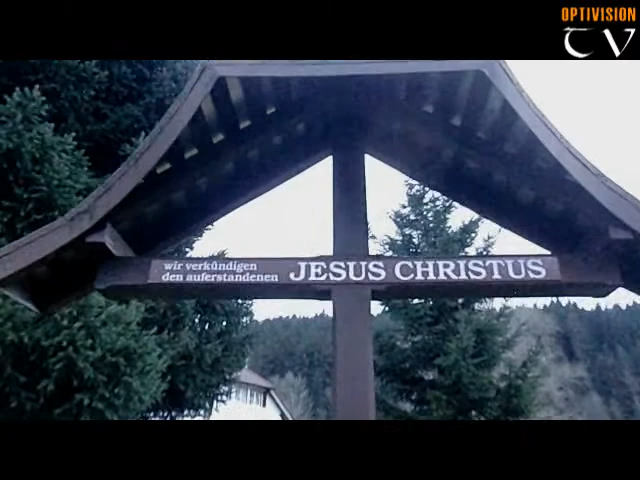 OPTIVISION
TV
wir verkündigen
den auferstandenen
JESUS CHRISTUS